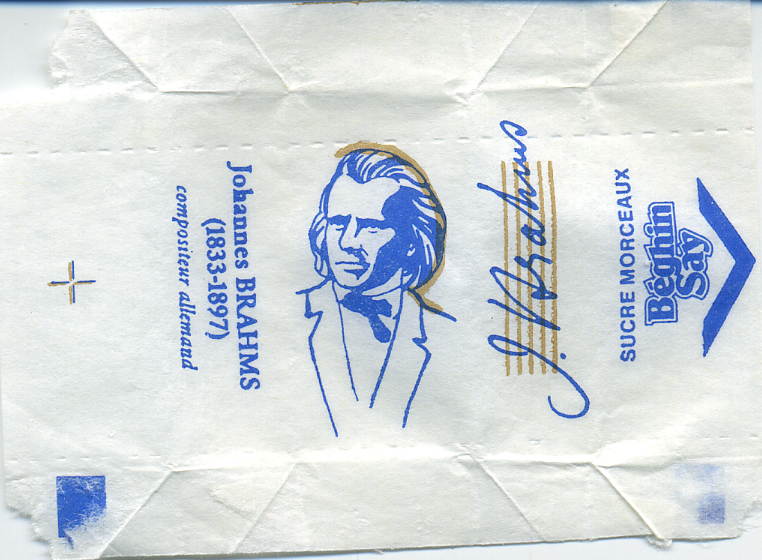 Johannes BRAHMS
(1833-1897)
compositeur allemand
J. Brahms
SUCRE MORCEAUX
Béghin
Say